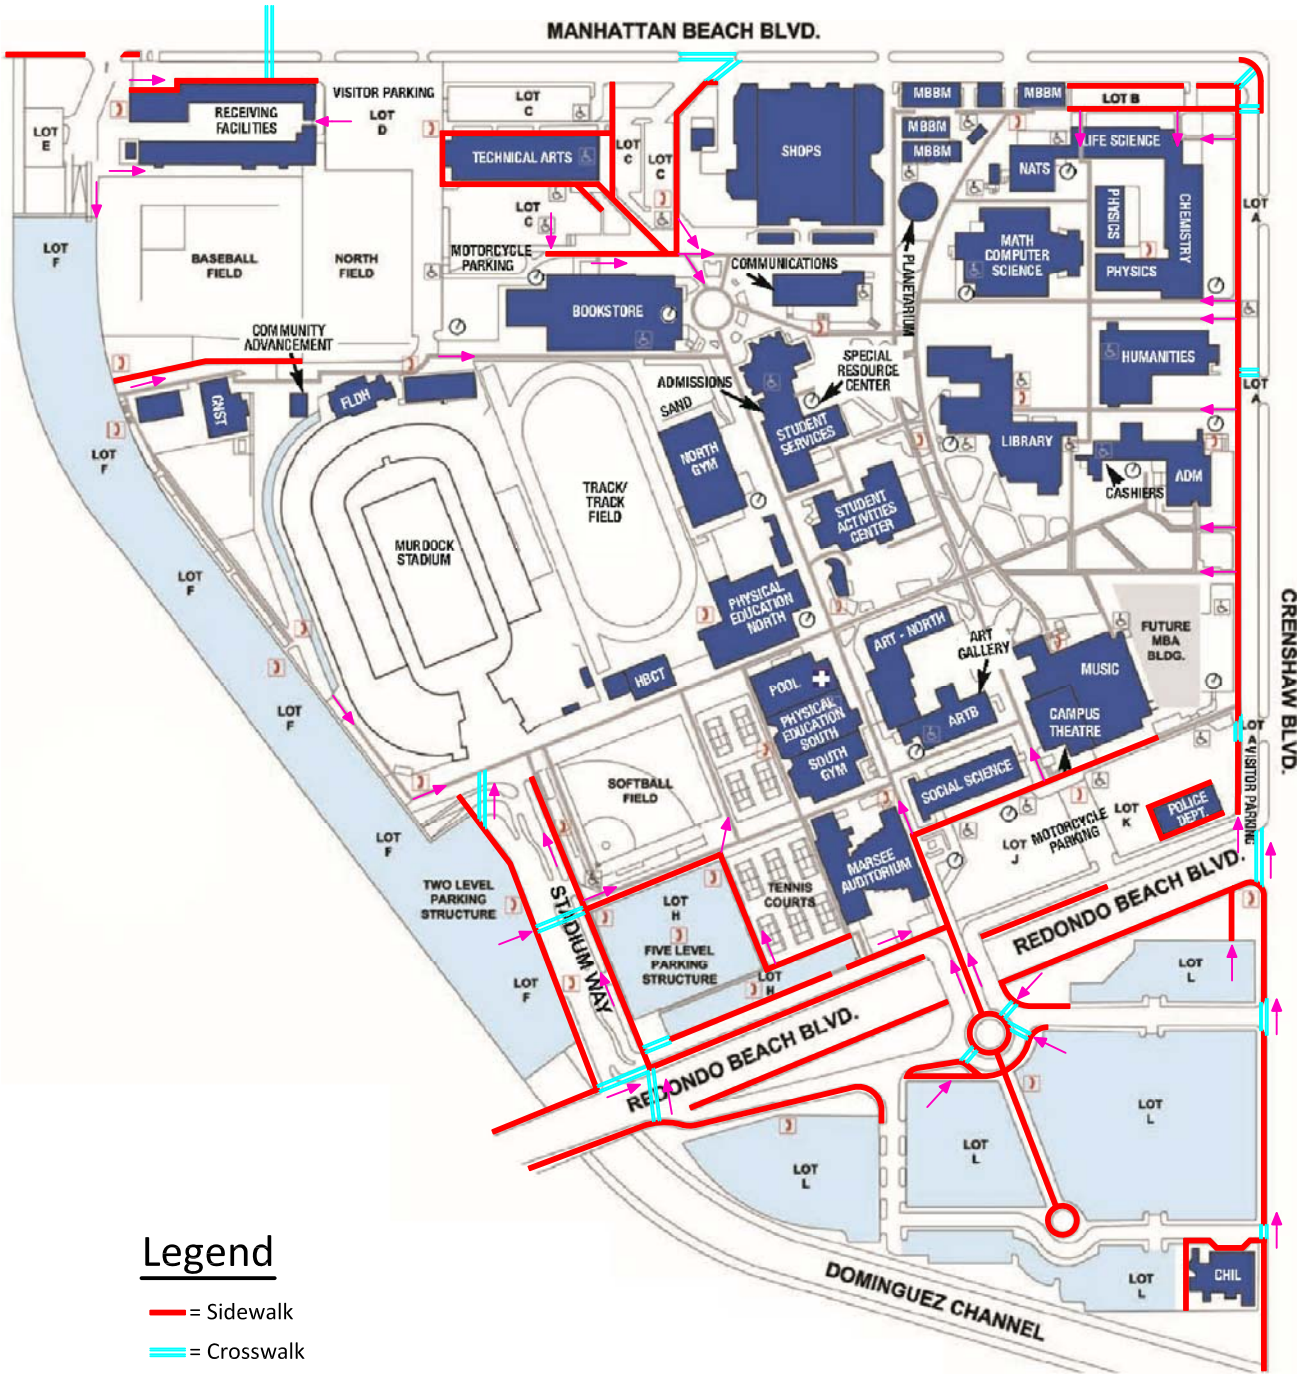 MANHATTAN BEACH BLVD.
VISITOR PARKING
LOT
D
LOT
C
MBBM
MBBM
LOT B
RECEIVING
FACILITIES
LOT
E
TECHNICAL ARTS
LOT
C
LOT
C
SHOPS
MBBM
MBBM
LIFE SCIENCE
NATS
PHYSICS
CHEMISTRY
LOT
A
LOT
F
BASEBALL
FIELD
NORTH
FIELD
LOT
C
MOTORCYCLE
PARKING
COMMUNICATIONS
PLANETARIUM
MATH
COMPUTER
SCIENCE
PHYSICS
BOOKSTORE
COMMUNITY
ADVANCEMENT
SPECIAL
RESOURCE
CENTER
HUMANITIES
ADMISSIONS
LOT
A
CNST
FLDH
SAND
NORTH
GYM
STUDENT
SERVICES
LIBRARY
LOT
F
ADM
CASHIERS
TRACK/
TRACK
FIELD
STUDENT
ACTIVITIES
CENTER
MURDOCK
STADIUM
LOT
F
PHYSICAL
EDUCATION
NORTH
ART - NORTH
ART
GALLERY
FUTURE
MBA
BLDG.
CRENSHAW BLVD.
HBCT
POOL
MUSIC
LOT
F
PHYSICAL
EDUCATION
SOUTH
ARTB
CAMPUS
THEATRE
LOT
A VISITOR PARKING
SOUTH
GYM
SOFTBALL
FIELD
SOCIAL SCIENCE
POLICE
DEPT.
LOT
K
MOTORCYCLE
PARKING
LOT
J
LOT
F
MARSEE
AUDITORIUM
TWO LEVEL
PARKING
STRUCTURE
STADIUM WAY
LOT
H
TENNIS
COURTS
REDONDO BEACH BLVD.
FIVE LEVEL
PARKING
STRUCTURE
LOT
H
LOT
L
LOT
F
REDONDO BEACH BLVD.
LOT
L
LOT
L
LOT
L
DOMINGUEZ CHANNEL
LOT
L
CHIL
Legend
= Sidewalk
= Crosswalk